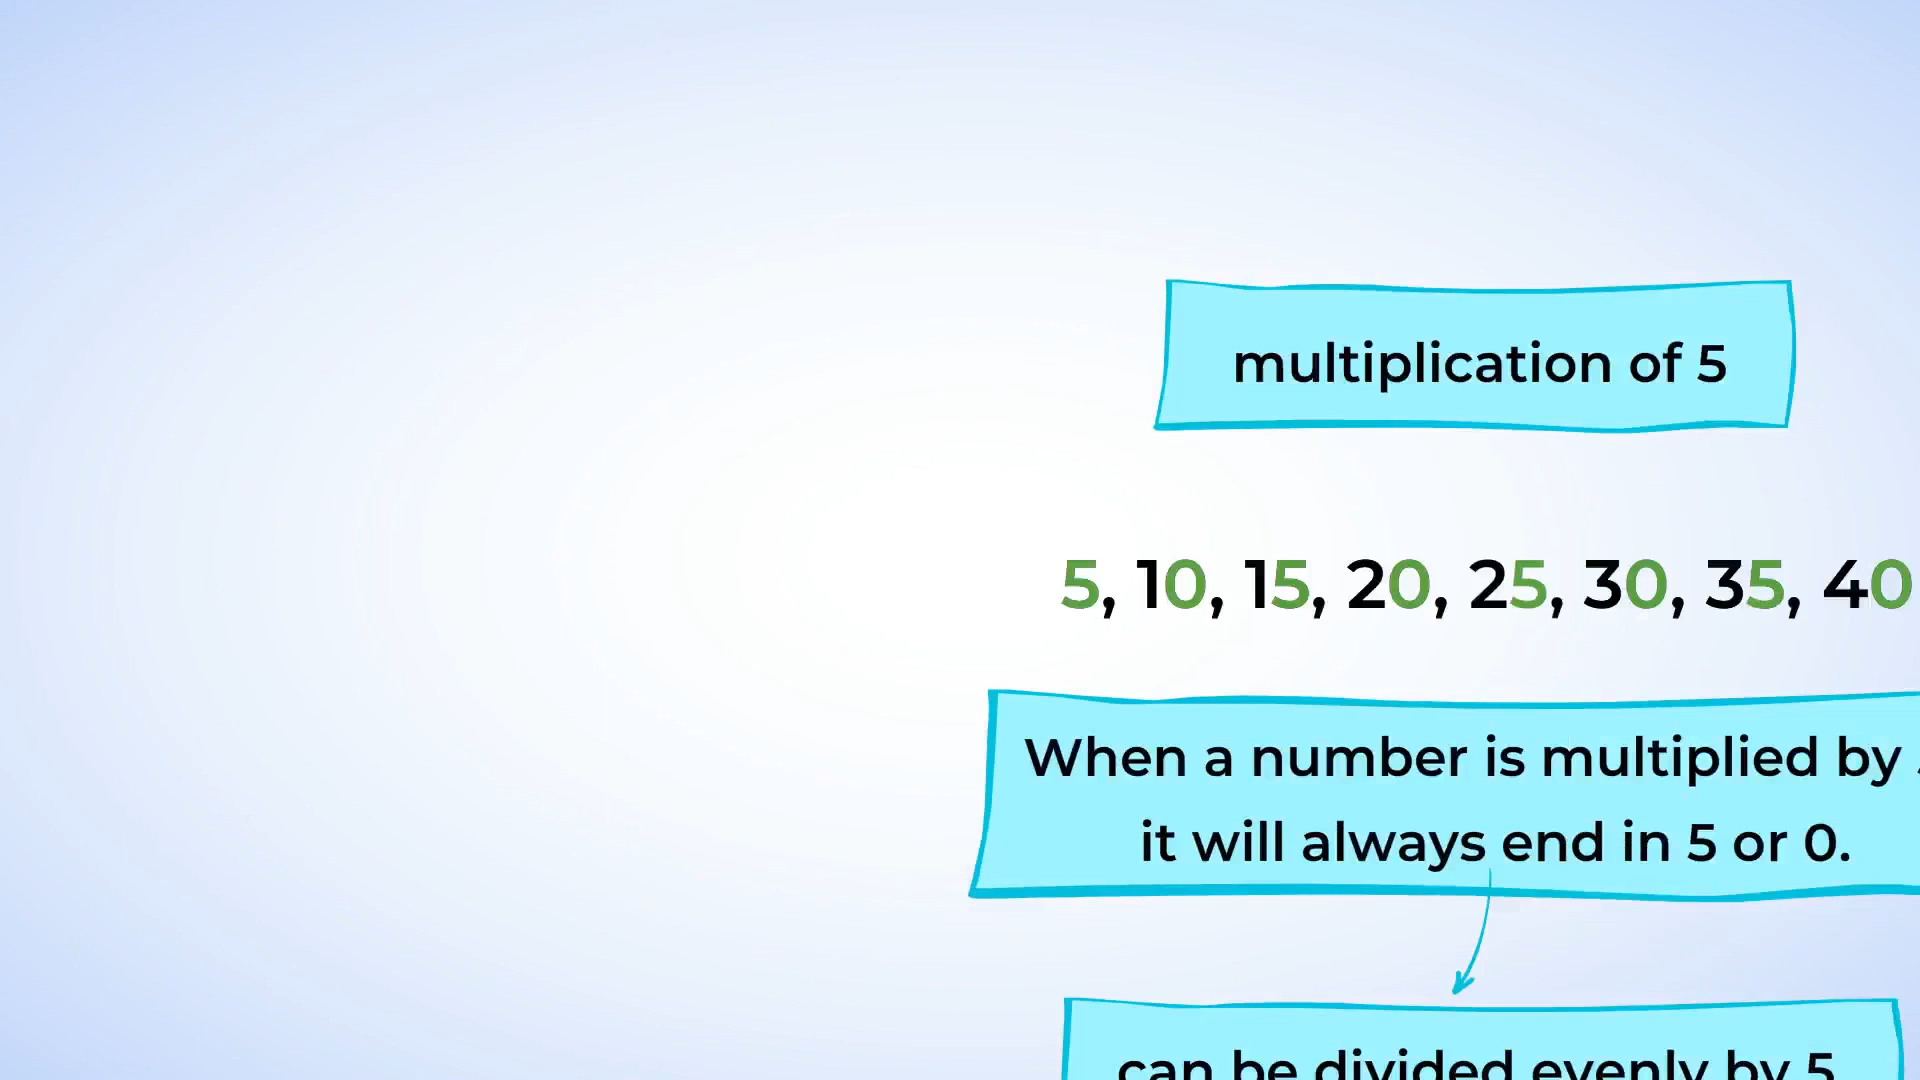 multiplication of 5
5, 10, 15, 20, 25, 30, 35, 40
When a number is multiplied by
it will always end in 5 or 0.
can be divided evenly by 5